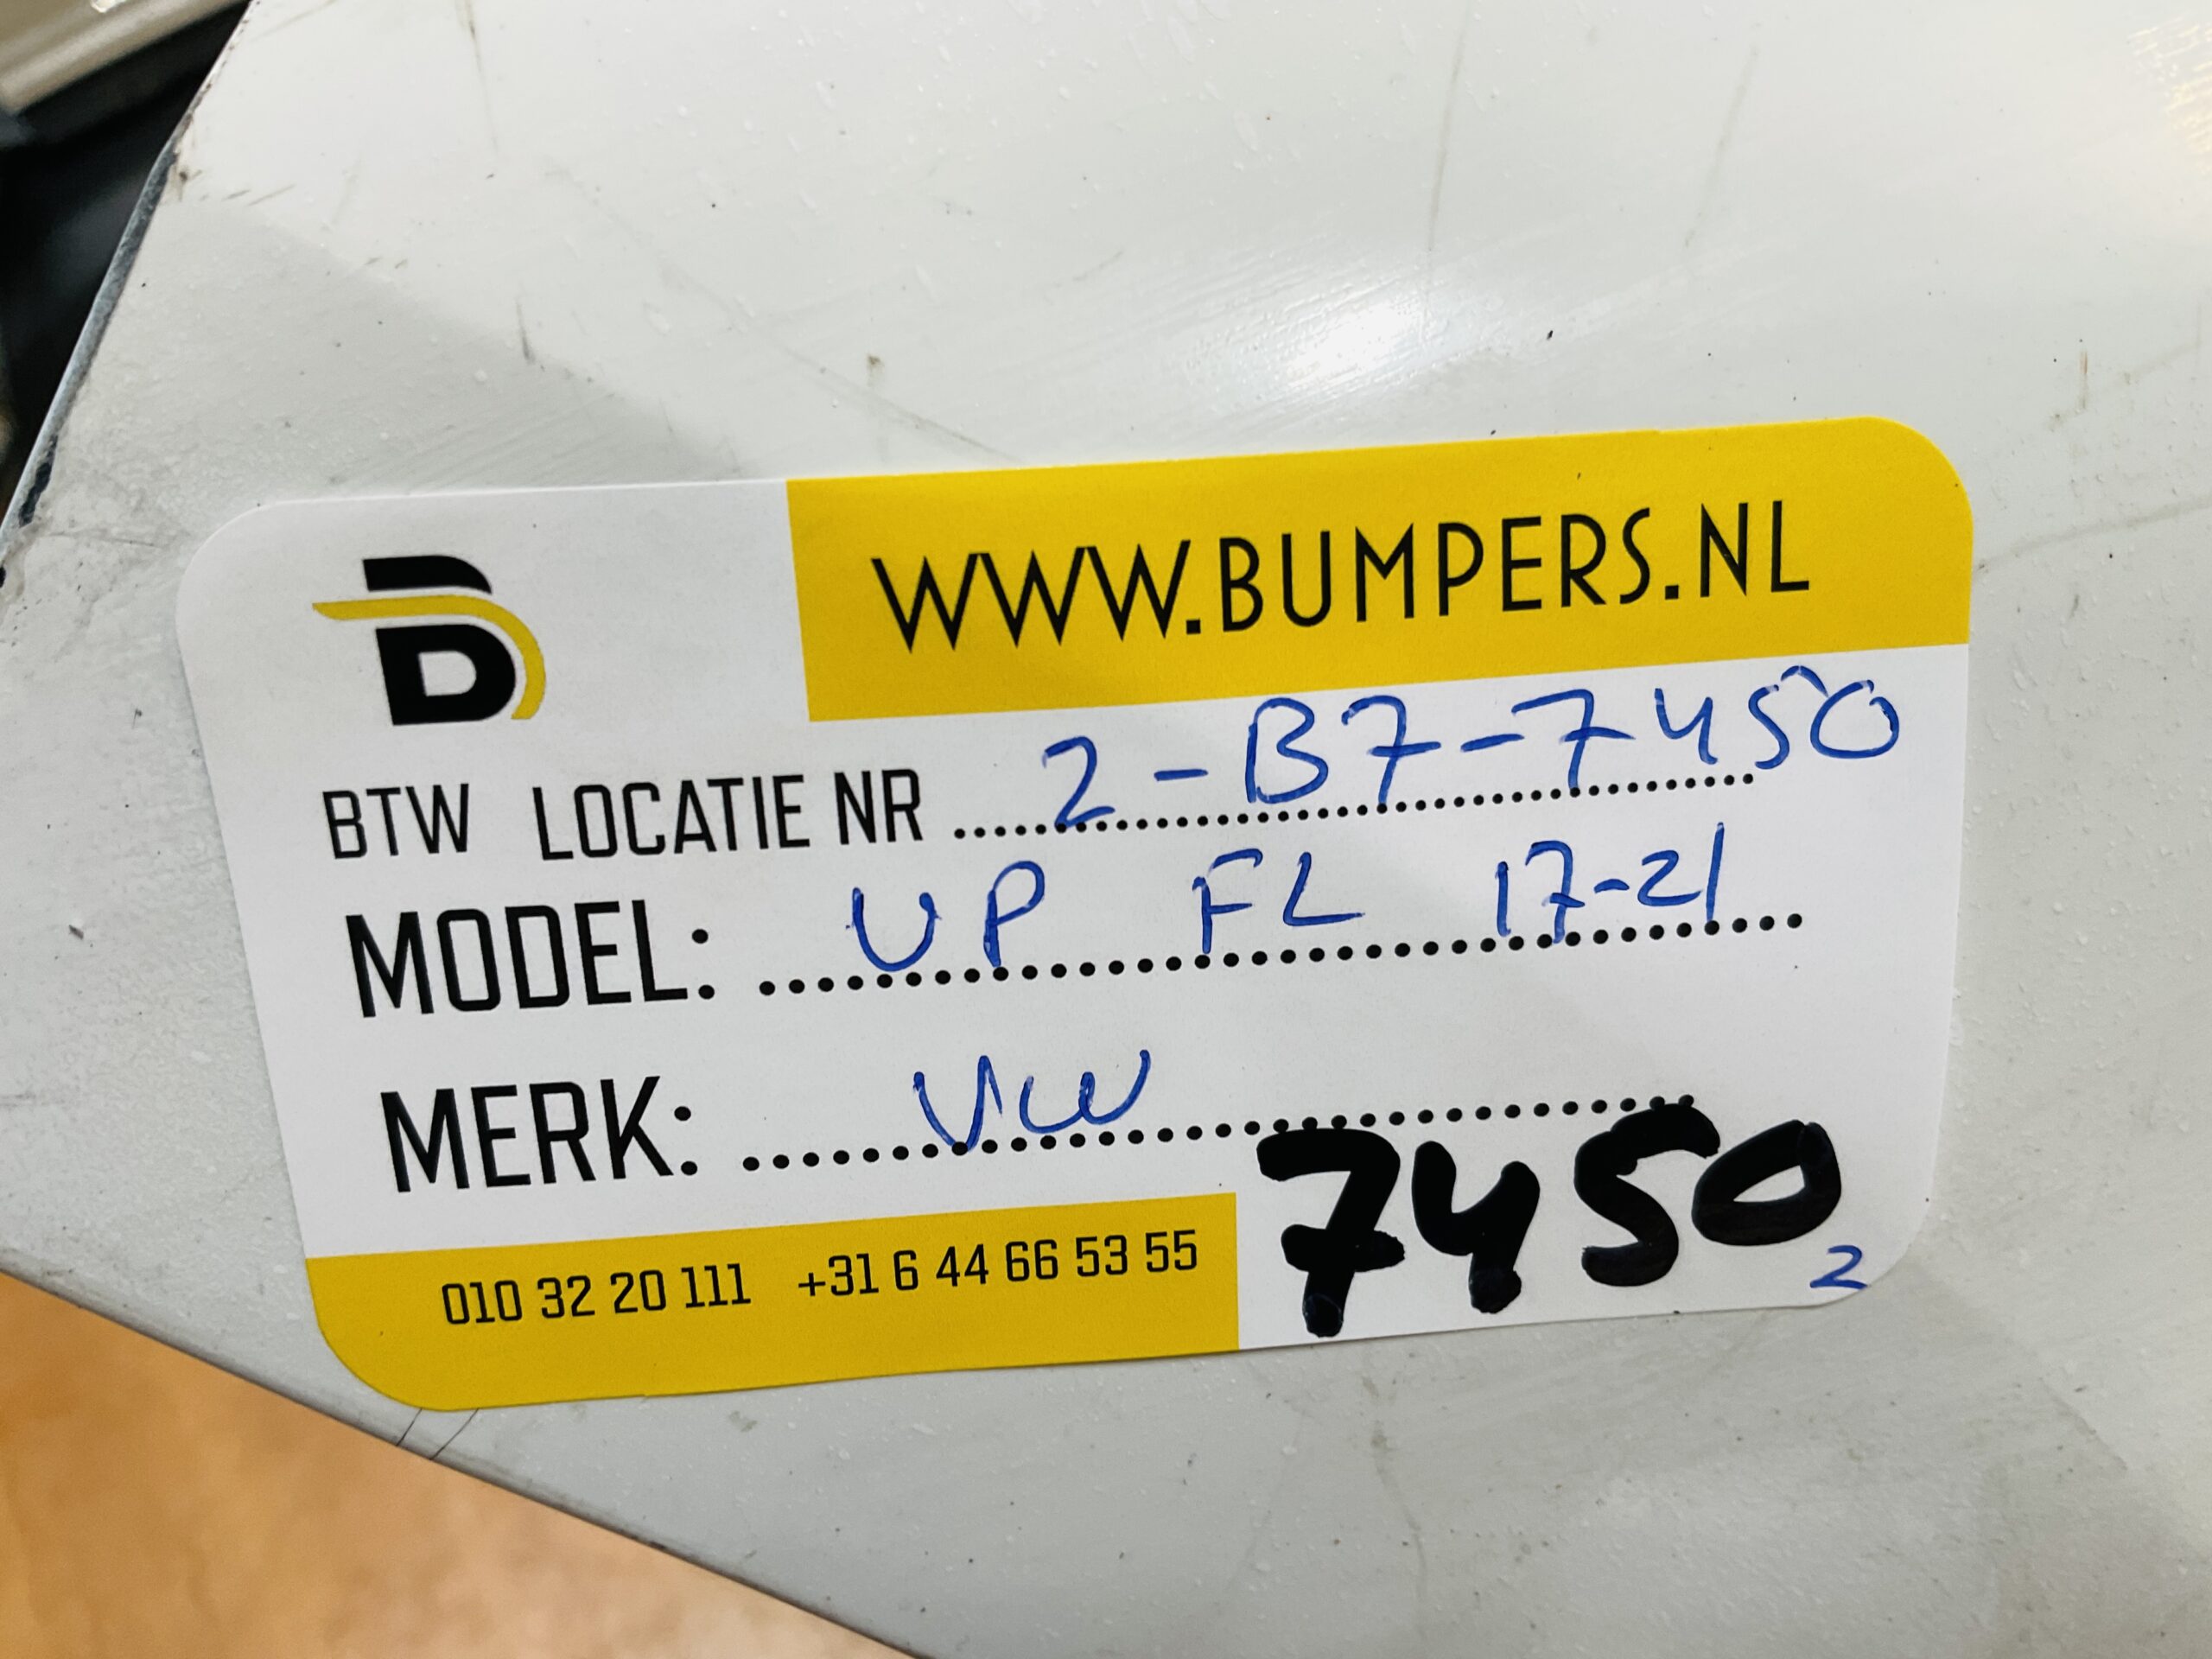 WWW.BUMPERS.NL
BTW LOCATIE NR 2-B7-7450
MODEL: UP FL 17-21
MERK: VW
7450
2
010 32 20 111 +31 6 44 66 53 55